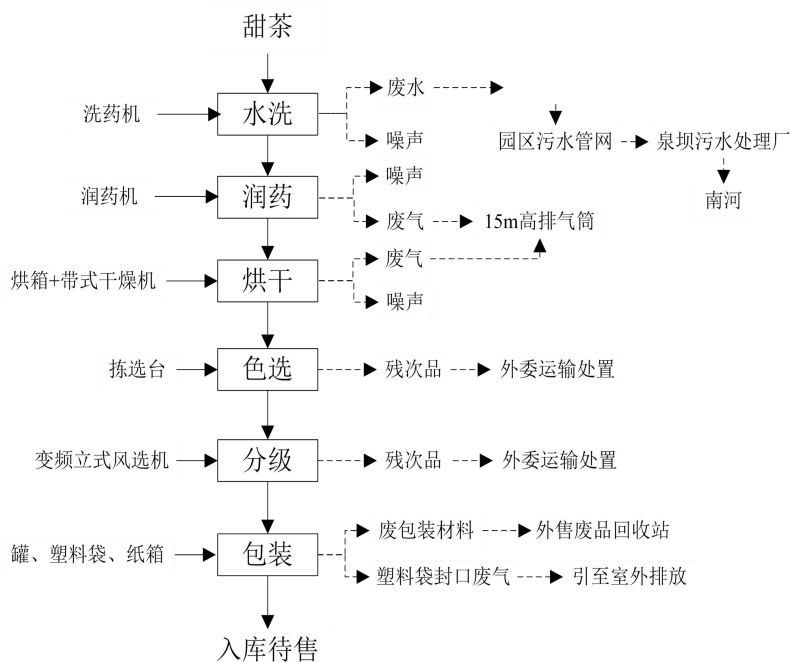 甜茶
洗药机
水洗
废水
噪声
园区污水管网
泉坝污水处理厂
南河
润药机
润药
噪声
废气
15m高排气筒
烘箱+带式干燥机
烘干
废气
噪声
拣选台
色选
残次品
外委运输处置
变频立式风选机
分级
残次品
外委运输处置
罐、塑料袋、纸箱
包装
废包装材料
外售废品回收站
塑料袋封口废气
引至室外排放
入库待售